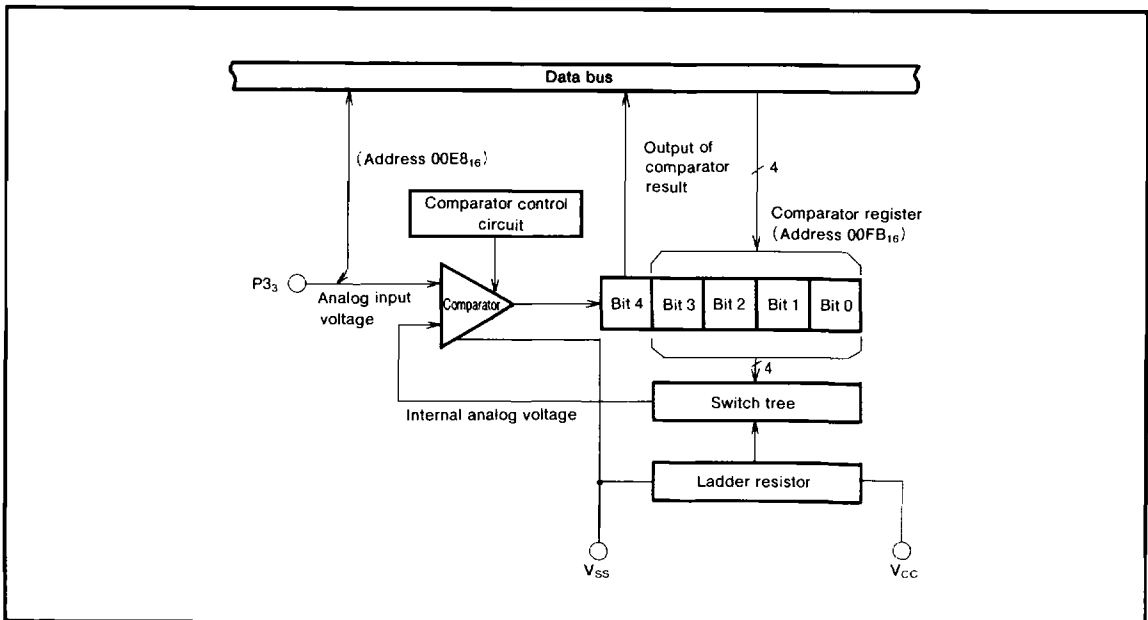 Data bus
(Address 00E8₁₆)
Output of
comparator
result
4
Comparator control
circuit
Comparator register
(Address 00FB₁₆)
P3₃
Analog input
voltage
Comparator
Bit 4
Bit 3
Bit 2
Bit 1
Bit 0
4
Internal analog voltage
Switch tree
Ladder resistor
V_SS
V_CC